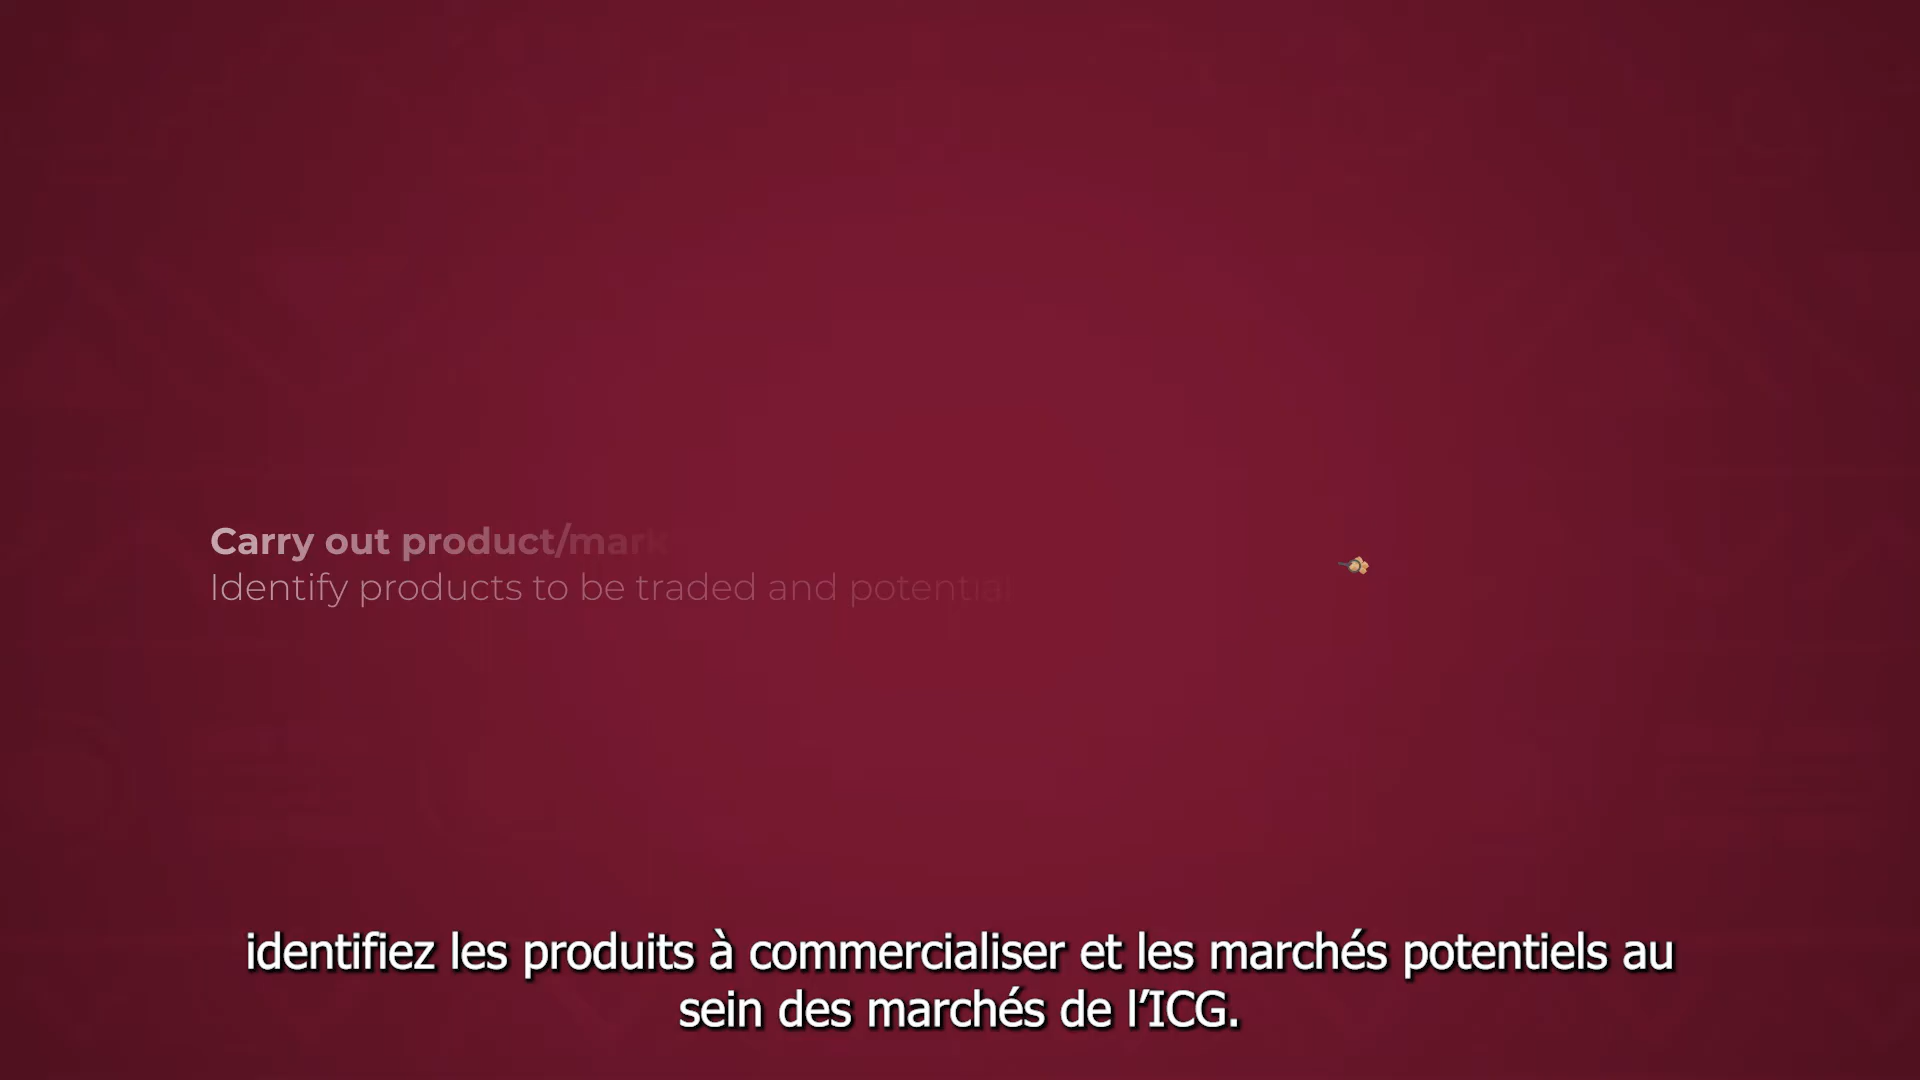 Carry out product/mark
Identify products to be traded and potential
identifiez les produits à commercialiser et les marchés potentiels au
sein des marchés de l’ICG.